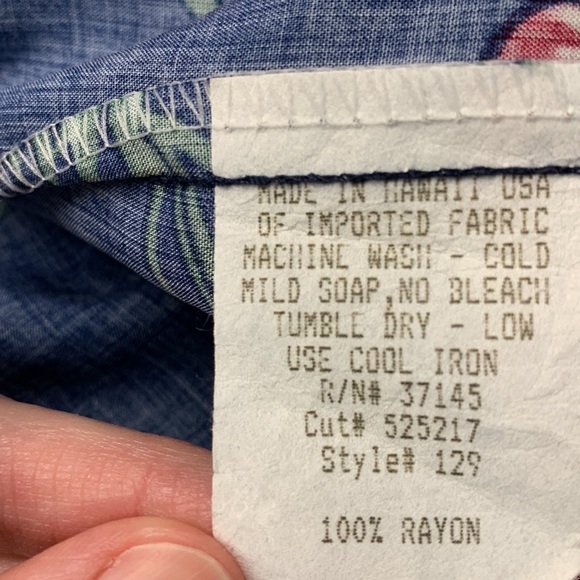 MADE IN HAWAII USA
OF IMPORTED FABRIC
MACHINE WASH - COLD
MILD SOAP,NO BLEACH
TUMBLE DRY - LOW
USE COOL IRON
R/N# 37145
Cut# 525217
Style# 129
100% RAYON